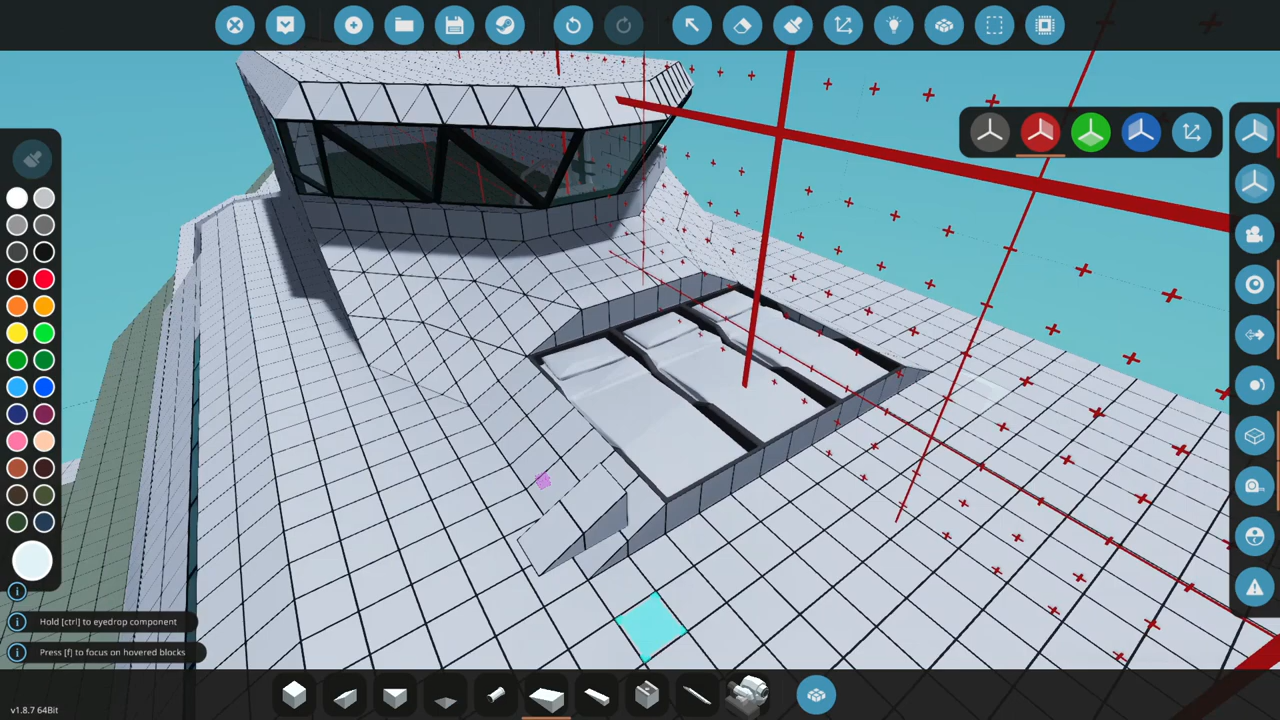 Hold [ctrl] to eyedrop component
Press [f] to focus on hovered blocks
v1.8.7 64Bit